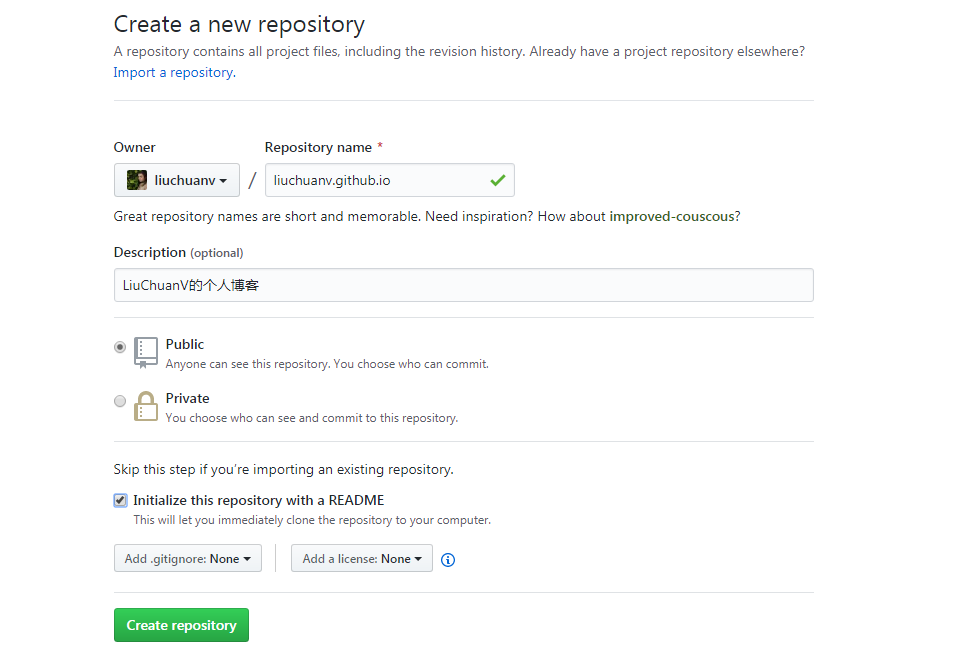 Create a new repository
A repository contains all project files, including the revision history. Already have a project repository elsewhere?
Import a repository.
Owner Repository name *
liuchuanv / liuchuanv.github.io
Great repository names are short and memorable. Need inspiration? How about improved-couscous?
Description (optional)
LiuChuanV的个人博客
Public
Anyone can see this repository. You choose who can commit.
Private
You choose who can see and commit to this repository.
Skip this step if you’re importing an existing repository.
Initialize this repository with a README
This will let you immediately clone the repository to your computer.
Add .gitignore: None Add a license: None
Create repository